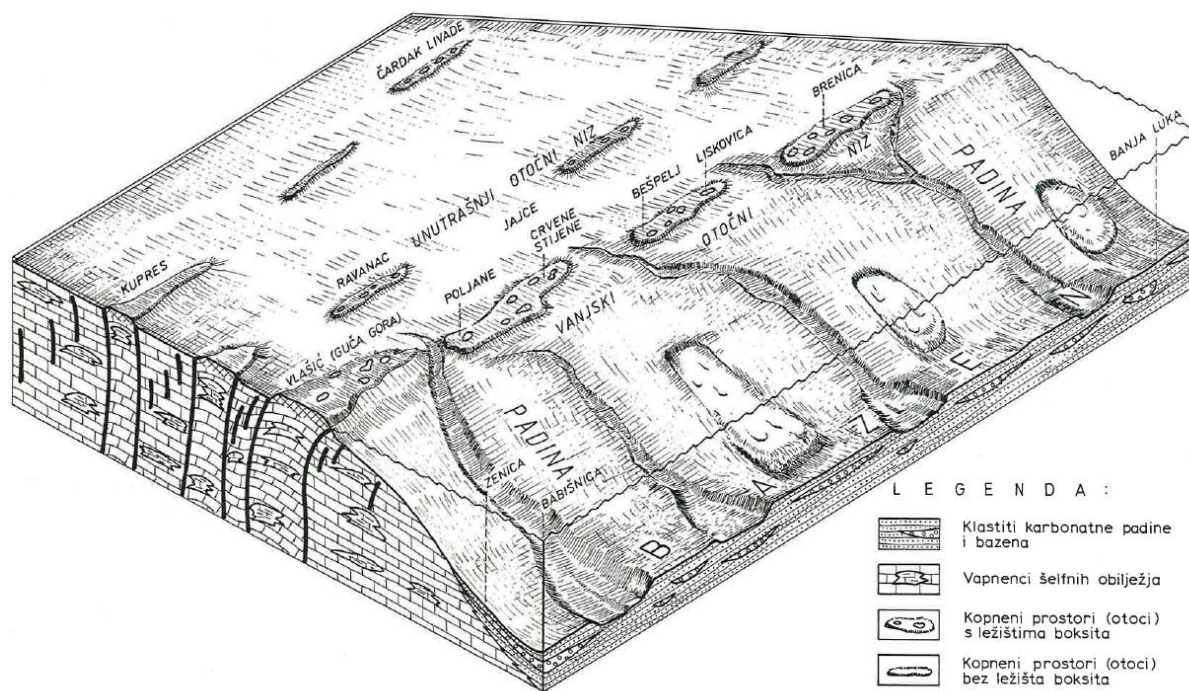 ČARDAK LIVADE
BRENICA
BANJA LUKA
UNUTRAŠNJI OTOČNI NIZ
BEŠPELJ
LISKOVICA
NIZ
PADINA
KUPRES
RAVANAC
JAJCE
CRVENE
STIJENE
POLJANE
OTOČNI
VANJSKI
VLAŠIĆ (GUČA GORA)
PADINA
ZENICA
BABIŠNICA
B A Z E N
LEGENDA:
Klastiti karbonatne padine
i bazena
Vapnenci šelfnih obilježja
Kopneni prostori (otoci)
s ležištima boksita
Kopneni prostori (otoci)
bez ležišta boksita